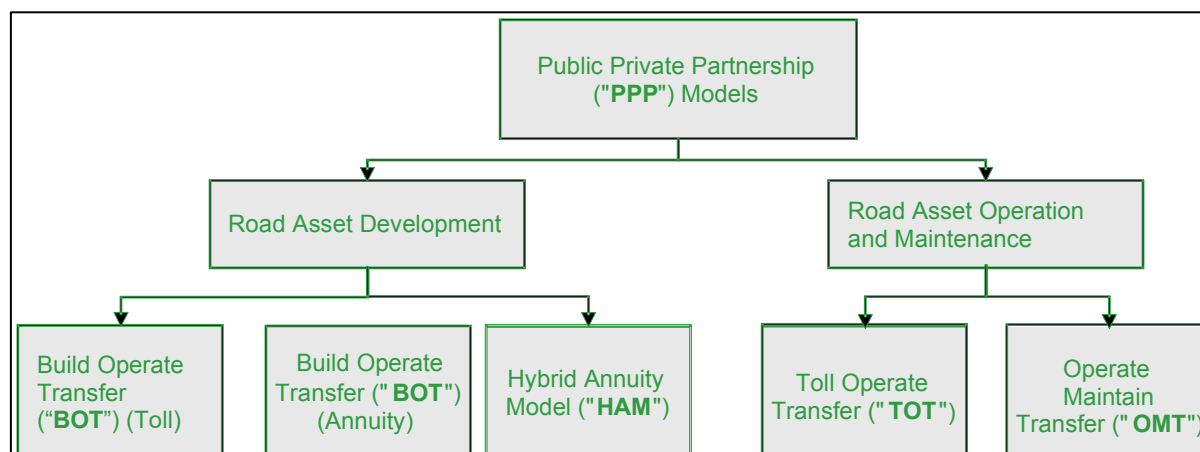 Public Private Partnership
("PPP") Models
Road Asset Development
Road Asset Operation
and Maintenance
Build Operate
Transfer
(“BOT”) (Toll)
Build Operate
Transfer ("BOT")
(Annuity)
Hybrid Annuity
Model ("HAM")
Toll Operate
Transfer ("TOT")
Operate
Maintain
Transfer ("OMT")